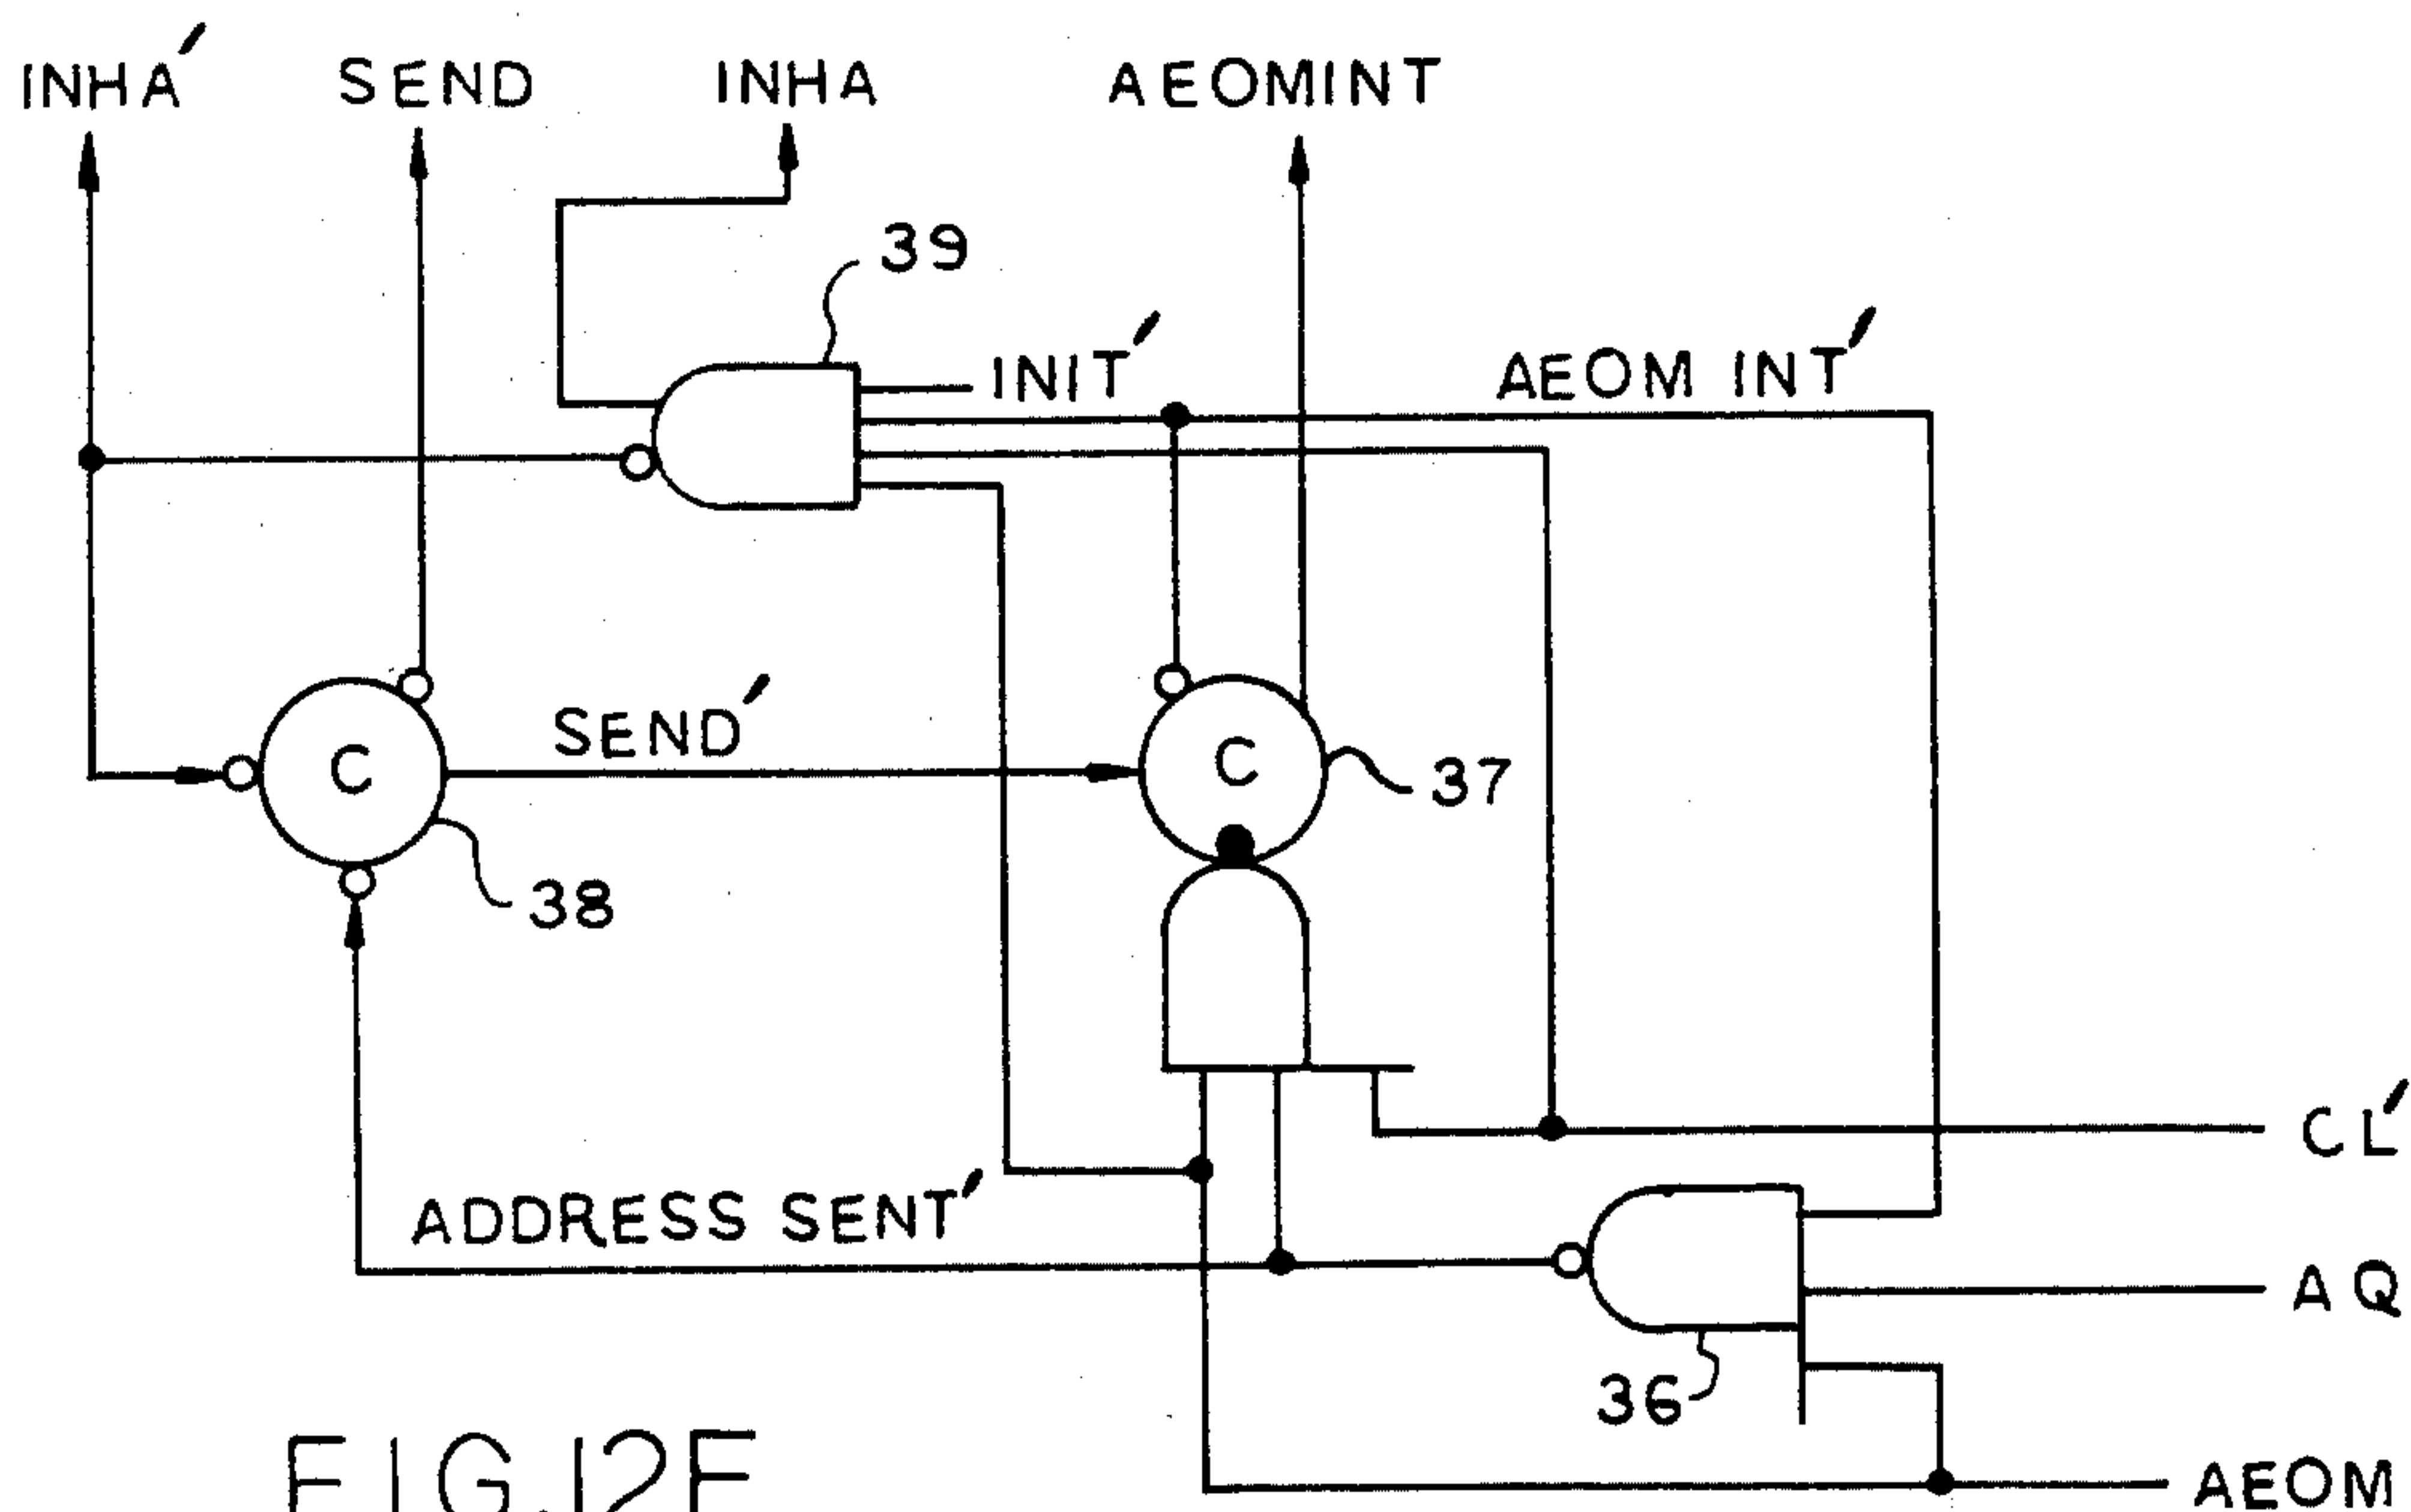 INHA′ SEND INHA AEOMINT
39
INIT′
AEOM INT′
SEND′
C
C
37
38
CL′
ADDRESS SENT′
AQ
36
AEOM
FIG.12F